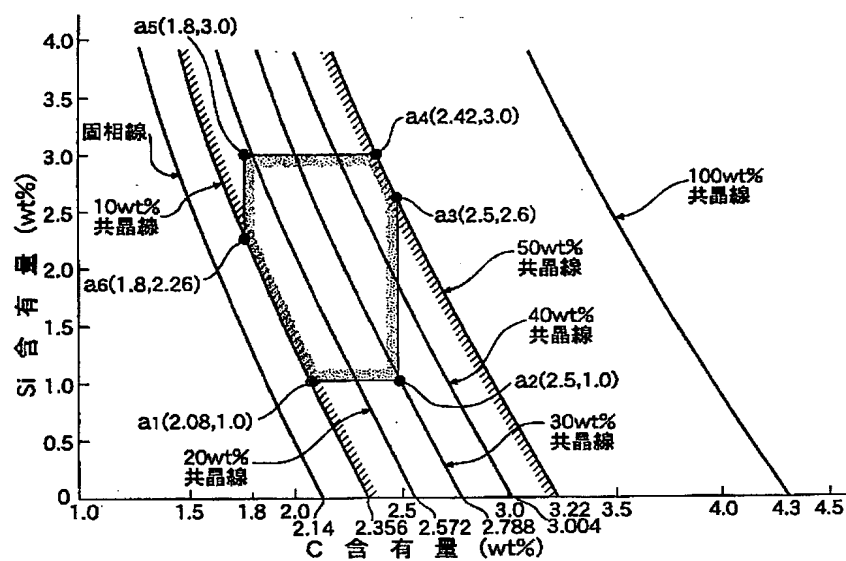 a5(1.8,3.0)
4.0
3.5
3.0
2.5
2.0
1.5
1.0
0.5
0
Si 含有量 (wt%)
固相線
10wt%
共晶線
a6(1.8,2.26)
a1(2.08,1.0)
20wt%
共晶線
a4(2.42,3.0)
a3(2.5,2.6)
100wt%
共晶線
50wt%
共晶線
40wt%
共晶線
a2(2.5,1.0)
30wt%
共晶線
1.0 1.5 1.8 2.0 2.5 3.0 3.22 3.5 4.0 4.3 4.5
2.14 2.356 2.572 2.788 3.004
C 含有量 (wt%)